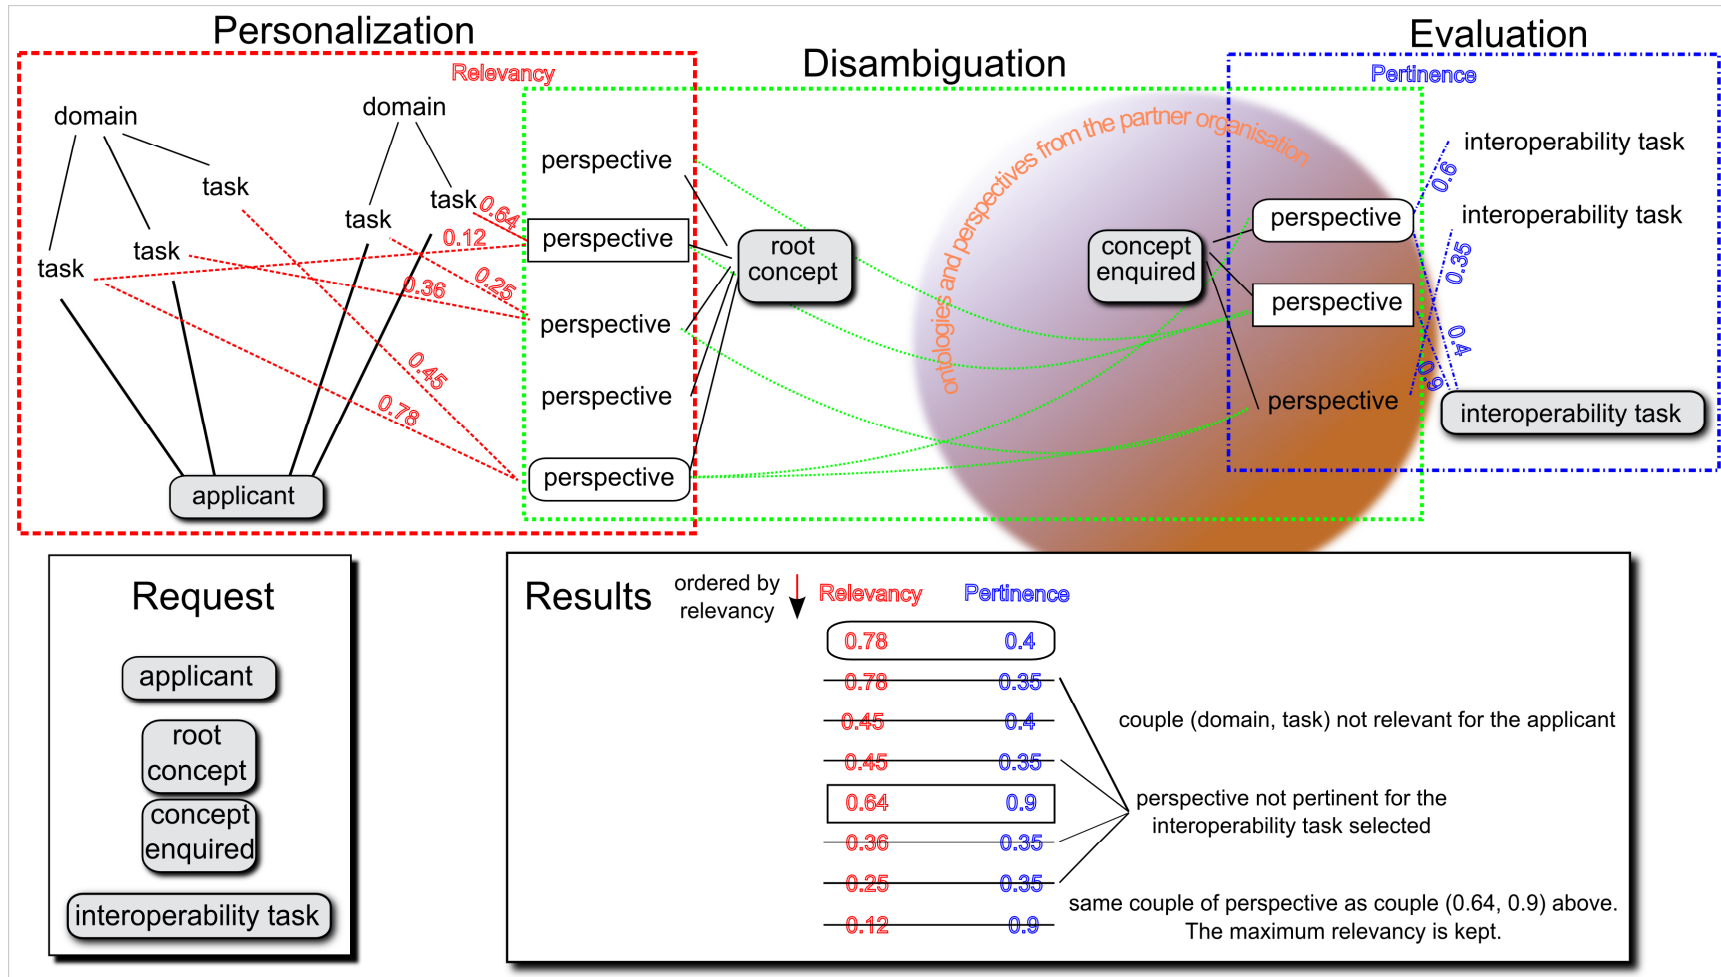 Personalization
Disambiguation
Evaluation
Relevancy
Pertinence
domain
domain
task
task
task
task
task
0.64
0.12
0.25
0.36
0.45
0.78
applicant
perspective
perspective
perspective
perspective
perspective
root
concept
ontologies and perspectives from the partner organisation
concept
enquired
perspective
perspective
perspective
0.6
0.35
0.4
0.9
interoperability task
interoperability task
interoperability task
Request
applicant
root
concept
concept
enquired
interoperability task
Results
ordered by
relevancy
Relevancy
Pertinence
0.78 0.4
0.78 0.35
0.45 0.4
0.45 0.35
0.64 0.9
0.36 0.35
0.25 0.35
0.12 0.9
couple (domain, task) not relevant for the applicant
perspective not pertinent for the
interoperability task selected
same couple of perspective as couple (0.64, 0.9) above.
The maximum relevancy is kept.